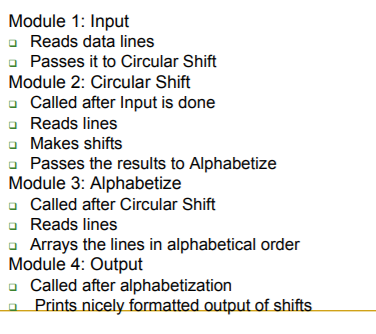 Module 1: Input
❑ Reads data lines
❑ Passes it to Circular Shift
Module 2: Circular Shift
❑ Called after Input is done
❑ Reads lines
❑ Makes shifts
❑ Passes the results to Alphabetize
Module 3: Alphabetize
❑ Called after Circular Shift
❑ Reads lines
❑ Arrays the lines in alphabetical order
Module 4: Output
❑ Called after alphabetization
❑ Prints nicely formatted output of shifts